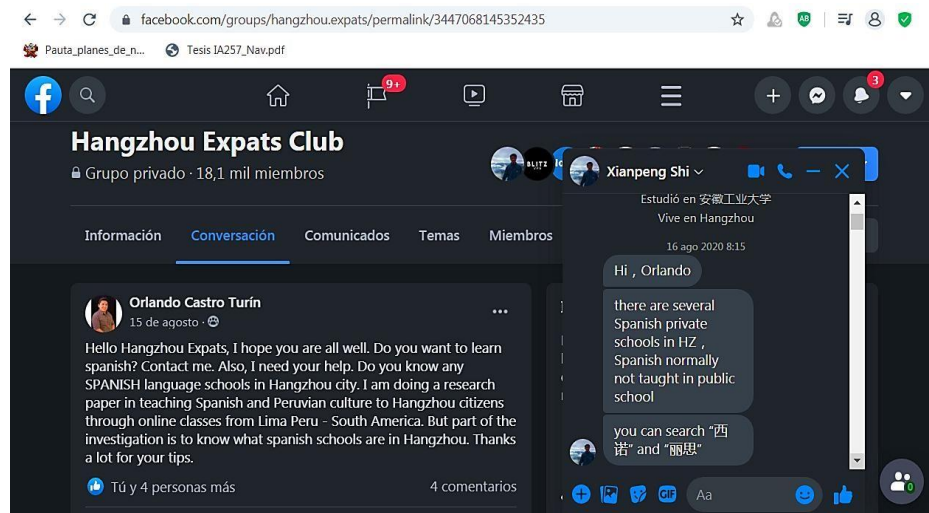 facebook.com/groups/hangzhou.expats/permalink/3447068145352435
AB
Pauta_planes_de_n...
Tesis IA257_Nav.pdf
9+
3
Hangzhou Expats Club
Grupo privado · 18,1 mil miembros
BLITZ
Información
Conversación
Comunicados
Temas
Miembros
Orlando Castro Turín
15 de agosto ·
Hello Hangzhou Expats, I hope you are all well. Do you want to learn
spanish? Contact me. Also, I need your help. Do you know any
SPANISH language schools in Hangzhou city. I am doing a research
paper in teaching Spanish and Peruvian culture to Hangzhou citizens
through online classes from Lima Peru - South America. But part of the
investigation is to know what spanish schools are in Hangzhou. Thanks
a lot for your tips.
Tú y 4 personas más
4 comentarios
Xianpeng Shi
Estudió en 安徽工业大学
Vive en Hangzhou
16 ago 2020 8:15
Hi , Orlando
there are several
Spanish private
schools in HZ ,
Spanish normally
not taught in public
school
you can search “西
诺” and “丽思”
GIF
Aa
0